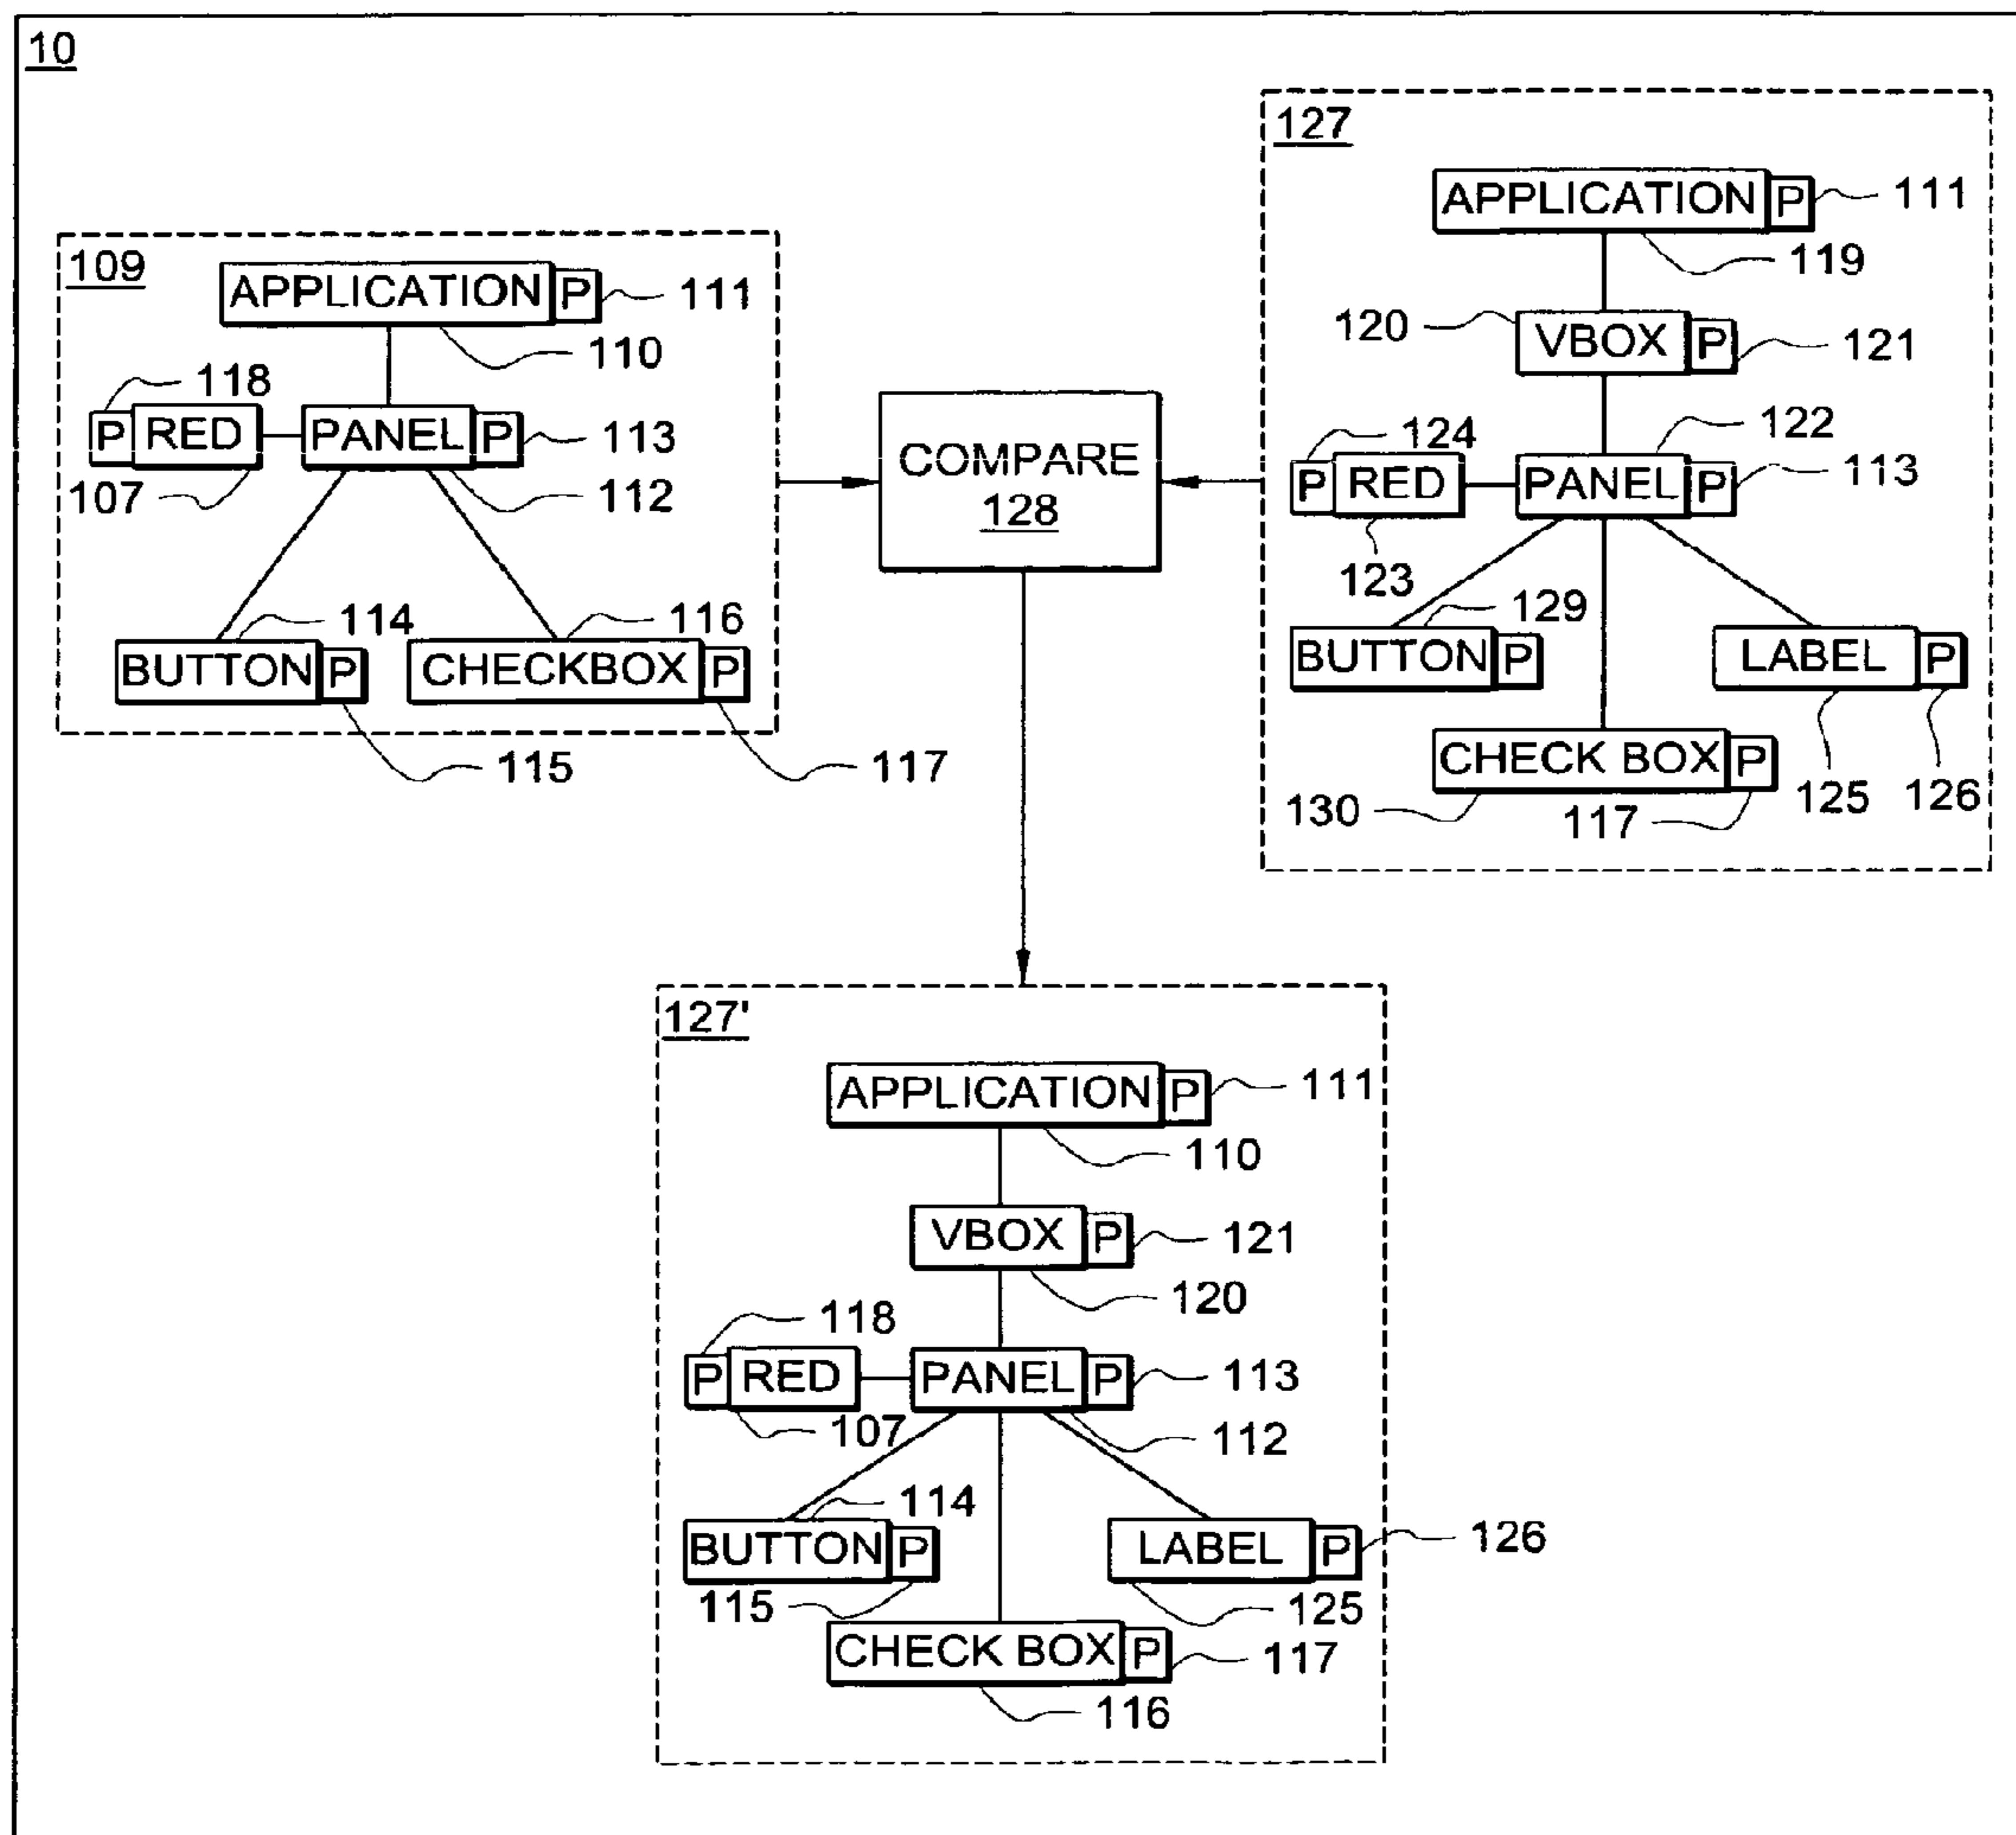 10
109
APPLICATION P 111
110
118
P RED PANEL P 113
107 112
114 116
BUTTON P CHECKBOX P
115 117
COMPARE
128
127
APPLICATION P 111
119
120 VBOX P 121
124 122
P RED PANEL P 113
123
129
BUTTON P LABEL P
125 126
CHECK BOX P
130 117
127'
APPLICATION P 111
110
VBOX P 121
120
118
P RED PANEL P 113
107 112
114
BUTTON P LABEL P 126
115 125
CHECK BOX P 117
116